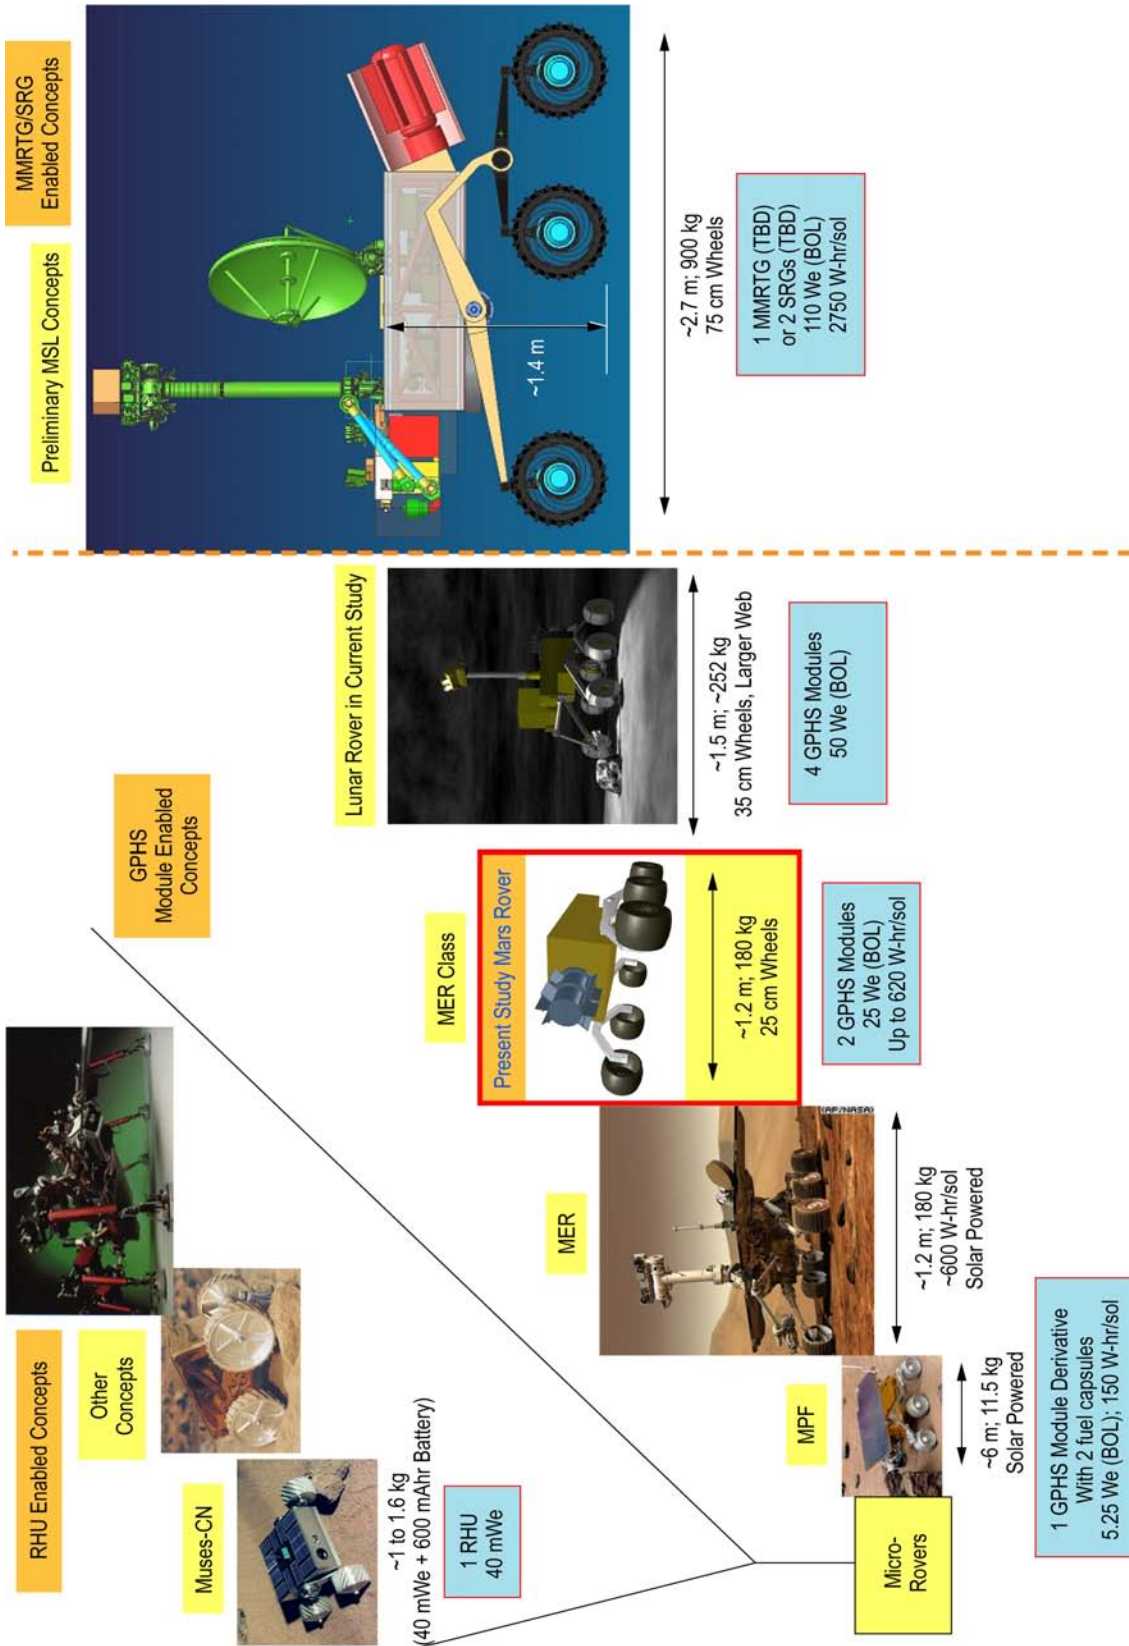 RHU Enabled Concepts
Other
Concepts
Muses-CN
~1 to 1.6 kg
(40 mWe + 600 mAhr Battery)
1 RHU
40 mWe
Micro-
Rovers
GPHS
Module Enabled
Concepts
MPF
~6 m; 11.5 kg
Solar Powered
1 GPHS Module Derivative
With 2 fuel capsules
5.25 We (BOL); 150 W-hr/sol
MER
(AP/NASA)
~1.2 m; 180 kg
~600 W-hr/sol
Solar Powered
MER Class
Present Study Mars Rover
~1.2 m; 180 kg
25 cm Wheels
2 GPHS Modules
25 We (BOL)
Up to 620 W-hr/sol
Lunar Rover in Current Study
~1.5 m; ~252 kg
35 cm Wheels, Larger Web
4 GPHS Modules
50 We (BOL)
MMRTG/SRG
Enabled Concepts
Preliminary MSL Concepts
~1.4 m
~2.7 m; 900 kg
75 cm Wheels
1 MMRTG (TBD)
or 2 SRGs (TBD)
110 We (BOL)
2750 W-hr/sol